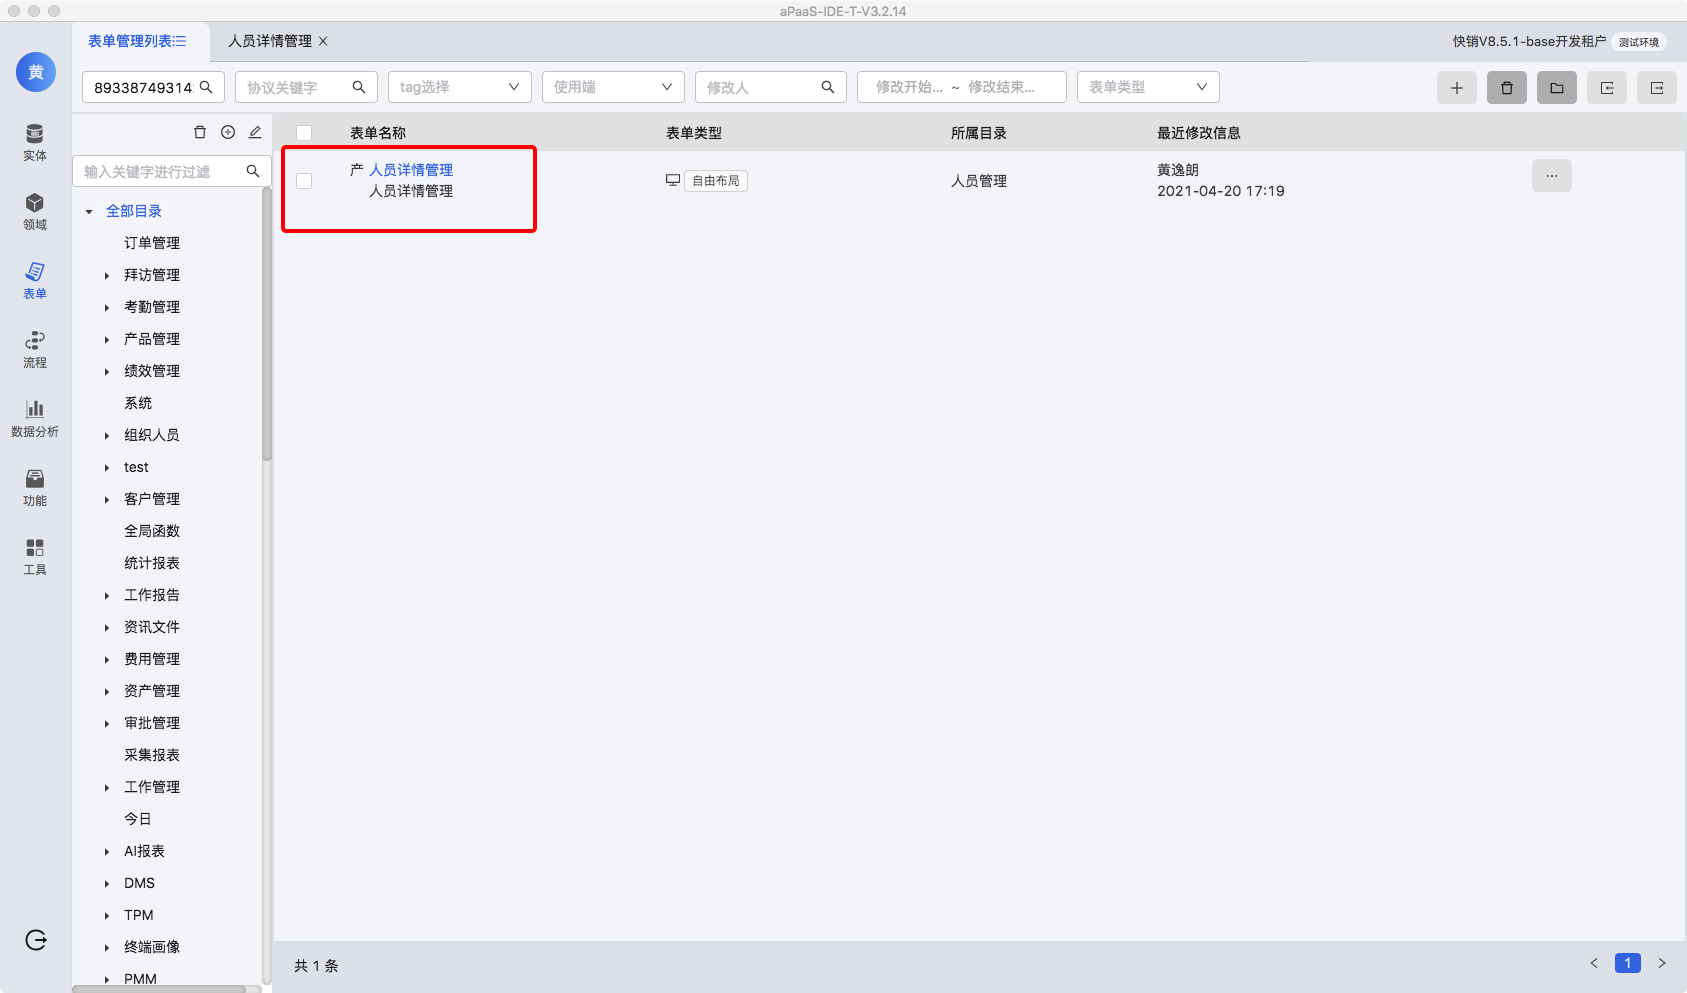 aPaaS-IDE-T-V3.2.14
表单管理列表
人员详情管理
快销V8.5.1-base开发租户
测试环境
黄
893387493143
协议关键字
tag选择
使用端
修改人
修改开始... ~ 修改结束...
表单类型
实体
领域
表单
流程
数据分析
功能
工具
输入关键字进行过滤
全部目录
订单管理
拜访管理
考勤管理
产品管理
绩效管理
系统
组织人员
test
客户管理
全局函数
统计报表
工作报告
资讯文件
费用管理
资产管理
审批管理
采集报表
工作管理
今日
AI报表
DMS
TPM
终端画像
PMM
表单名称 表单类型 所属目录 最近修改信息
产 人员详情管理
人员详情管理
自由布局
人员管理
黄逸朗
2021-04-20 17:19
...
共 1 条
1